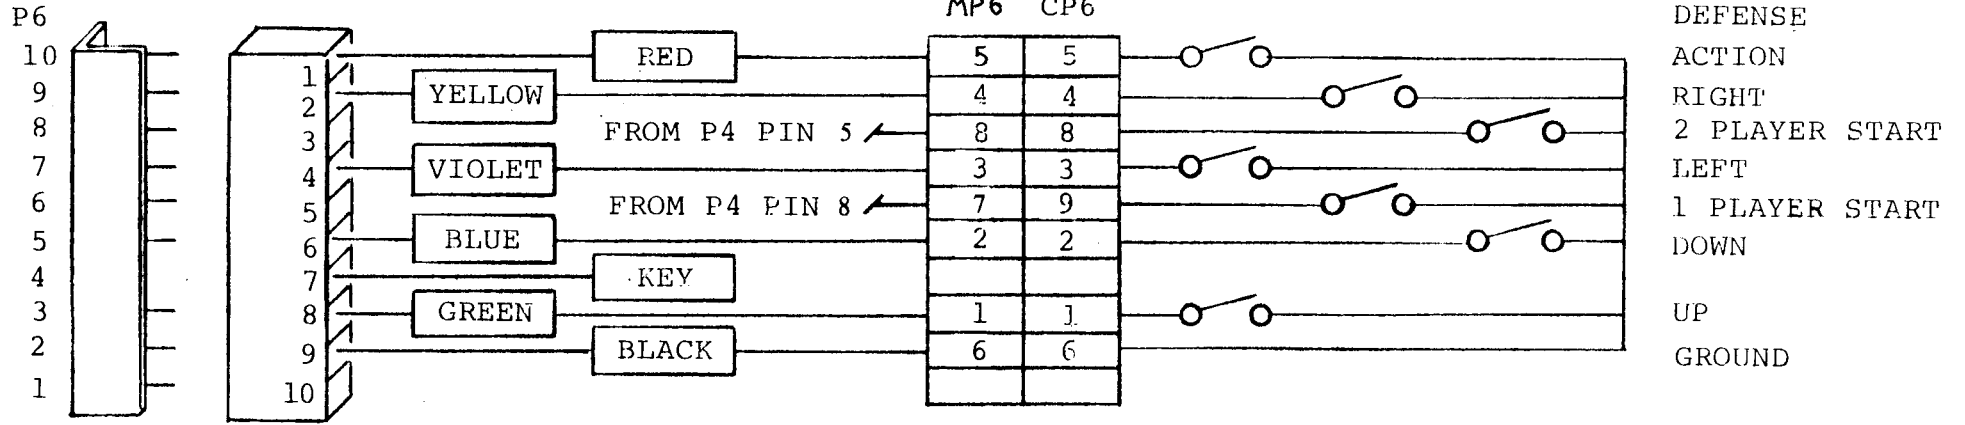 MP6 CP6
P6
DEFENSE
10 RED 5 5 ACTION
1
9 YELLOW 4 4 RIGHT
2
8 FROM P4 PIN 5 8 8 2 PLAYER START
3
7 4 VIOLET 3 3 LEFT
6 5 FROM P4 PIN 8 7 9 1 PLAYER START
5 6 BLUE 2 2 DOWN
4 7 KEY
3 8 GREEN 1 1 UP
2 9 BLACK 6 6 GROUND
1 10